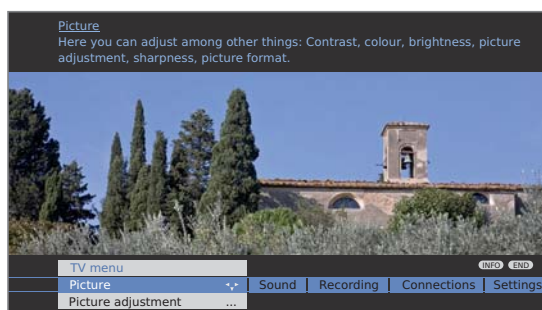 Picture
Here you can adjust among other things: Contrast, colour, brightness, picture
adjustment, sharpness, picture format.
TV menu
INFO END
Picture Sound Recording Connections Settings
Picture adjustment ...